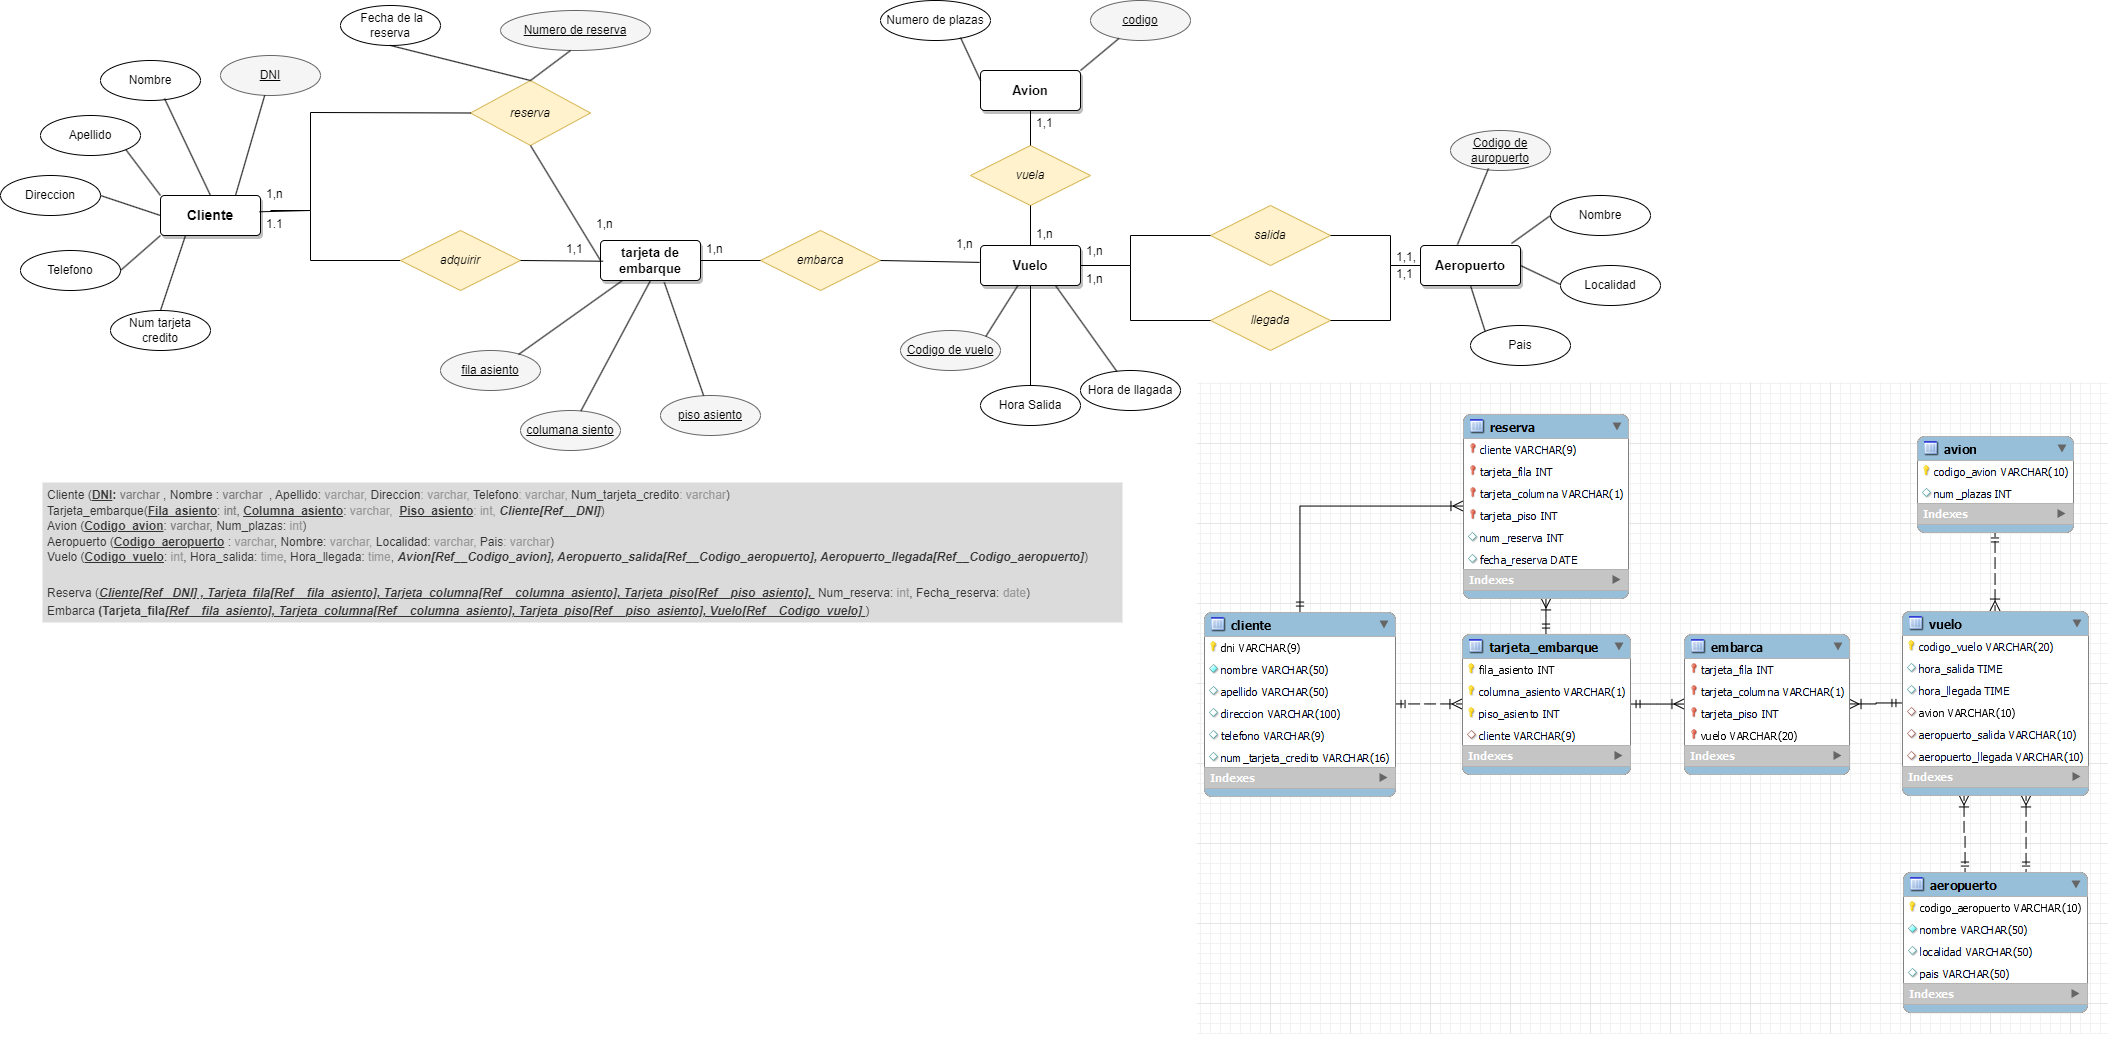 Fecha de la
reserva
Numero de reserva
Numero de plazas
codigo
Nombre
DNI
Avion
reserva
1,1
Apellido
Codigo de
auropuerto
vuela
Direccion
Cliente
1,n
1.1
Nombre
1,n
1,n
salida
tarjeta de
embarque
1,1
1,n
embarca
1,n
Vuelo
1,n
1,n
1,1,
1,1
Aeropuerto
Telefono
adquirir
Localidad
Num tarjeta
credito
llegada
Codigo de vuelo
Pais
fila asiento
Hora Salida
Hora de llagada
columana siento
piso asiento
Cliente (DNI: varchar , Nombre : varchar , Apellido: varchar, Direccion: varchar, Telefono: varchar, Num_tarjeta_credito: varchar)
Tarjeta_embarque(Fila_asiento: int, Columna_asiento: varchar, Piso_asiento: int, Cliente[Ref__DNI])
Avion (Codigo_avion: varchar, Num_plazas: int)
Aeropuerto (Codigo_aeropuerto : varchar, Nombre: varchar, Localidad: varchar, Pais: varchar)
Vuelo (Codigo_vuelo: int, Hora_salida: time, Hora_llegada: time, Avion[Ref__Codigo_avion], Aeropuerto_salida[Ref__Codigo_aeropuerto], Aeropuerto_llegada[Ref__Codigo_aeropuerto])
Reserva (Cliente[Ref__DNI] , Tarjeta_fila[Ref__fila_asiento], Tarjeta_columna[Ref__columna_asiento], Tarjeta_piso[Ref__piso_asiento], Num_reserva: int, Fecha_reserva: date)
Embarca (Tarjeta_fila[Ref__fila_asiento], Tarjeta_columna[Ref__columna_asiento], Tarjeta_piso[Ref__piso_asiento], Vuelo[Ref__Codigo_vuelo] )
reserva
cliente VARCHAR(9)
tarjeta_fila INT
tarjeta_columna VARCHAR(1)
tarjeta_piso INT
num_reserva INT
fecha_reserva DATE
Indexes
avion
codigo_avion VARCHAR(10)
num_plazas INT
Indexes
cliente
dni VARCHAR(9)
nombre VARCHAR(50)
apellido VARCHAR(50)
direccion VARCHAR(100)
telefono VARCHAR(9)
num_tarjeta_credito VARCHAR(16)
Indexes
tarjeta_embarque
fila_asiento INT
columna_asiento VARCHAR(1)
piso_asiento INT
cliente VARCHAR(9)
Indexes
embarca
tarjeta_fila INT
tarjeta_columna VARCHAR(1)
tarjeta_piso INT
vuelo VARCHAR(20)
Indexes
vuelo
codigo_vuelo VARCHAR(20)
hora_salida TIME
hora_llegada TIME
avion VARCHAR(10)
aeropuerto_salida VARCHAR(10)
aeropuerto_llegada VARCHAR(10)
Indexes
aeropuerto
codigo_aeropuerto VARCHAR(10)
nombre VARCHAR(50)
localidad VARCHAR(50)
pais VARCHAR(50)
Indexes